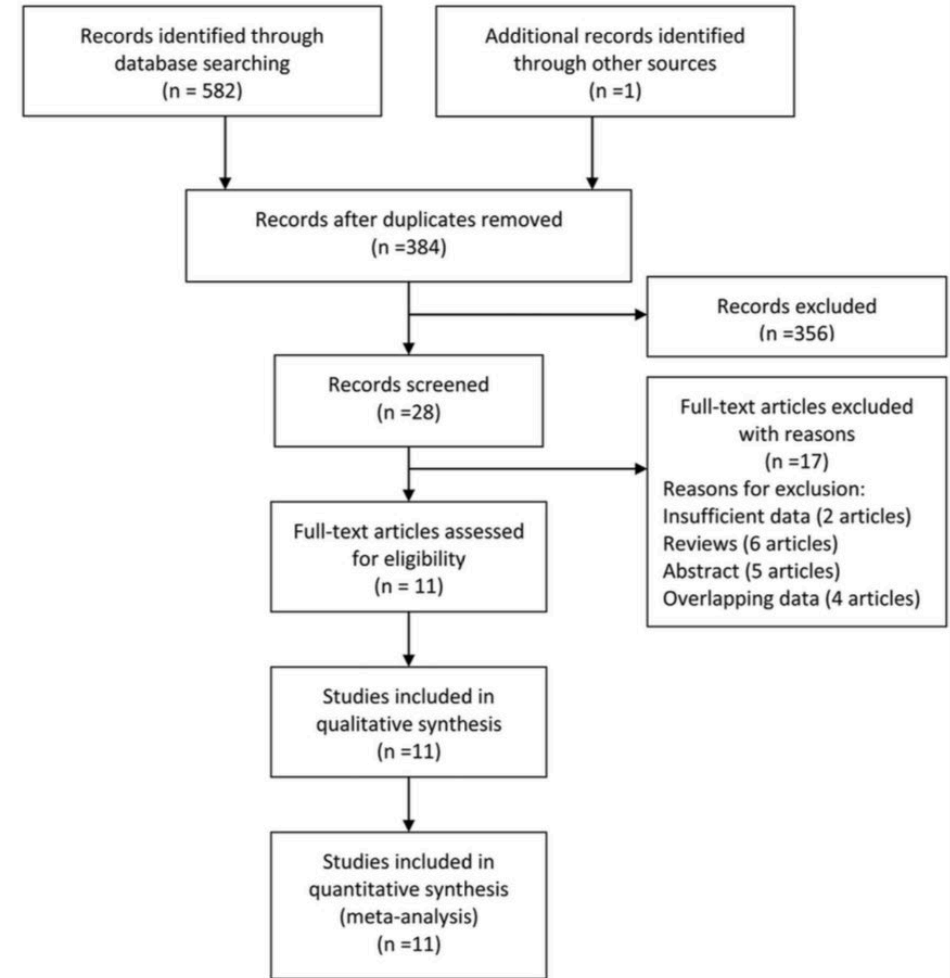 Records identified through
database searching
(n = 582)
Additional records identified
through other sources
(n =1)
Records after duplicates removed
(n =384)
Records excluded
(n =356)
Records screened
(n =28)
Full-text articles excluded
with reasons
(n =17)
Reasons for exclusion:
Insufficient data (2 articles)
Reviews (6 articles)
Abstract (5 articles)
Overlapping data (4 articles)
Full-text articles assessed
for eligibility
(n = 11)
Studies included in
qualitative synthesis
(n =11)
Studies included in
quantitative synthesis
(meta-analysis)
(n =11)